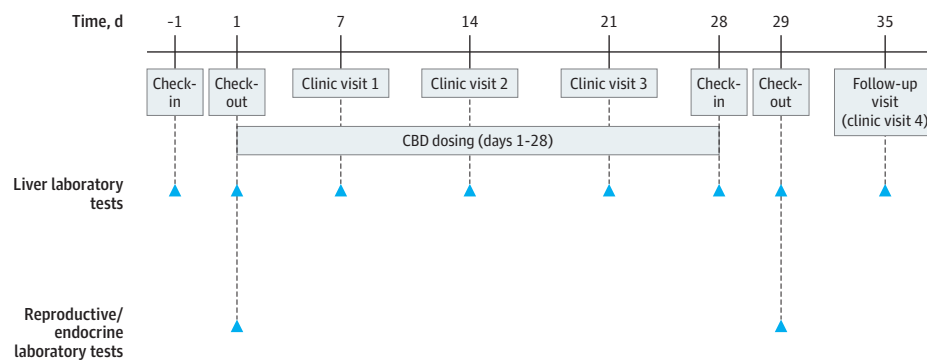 Time, d -1 1 7 14 21 28 29 35
Check-
in
Check-
out
Clinic visit 1
Clinic visit 2
Clinic visit 3
Check-
in
Check-
out
Follow-up
visit
(clinic visit 4)
CBD dosing (days 1-28)
Liver laboratory
tests
Reproductive/
endocrine
laboratory tests